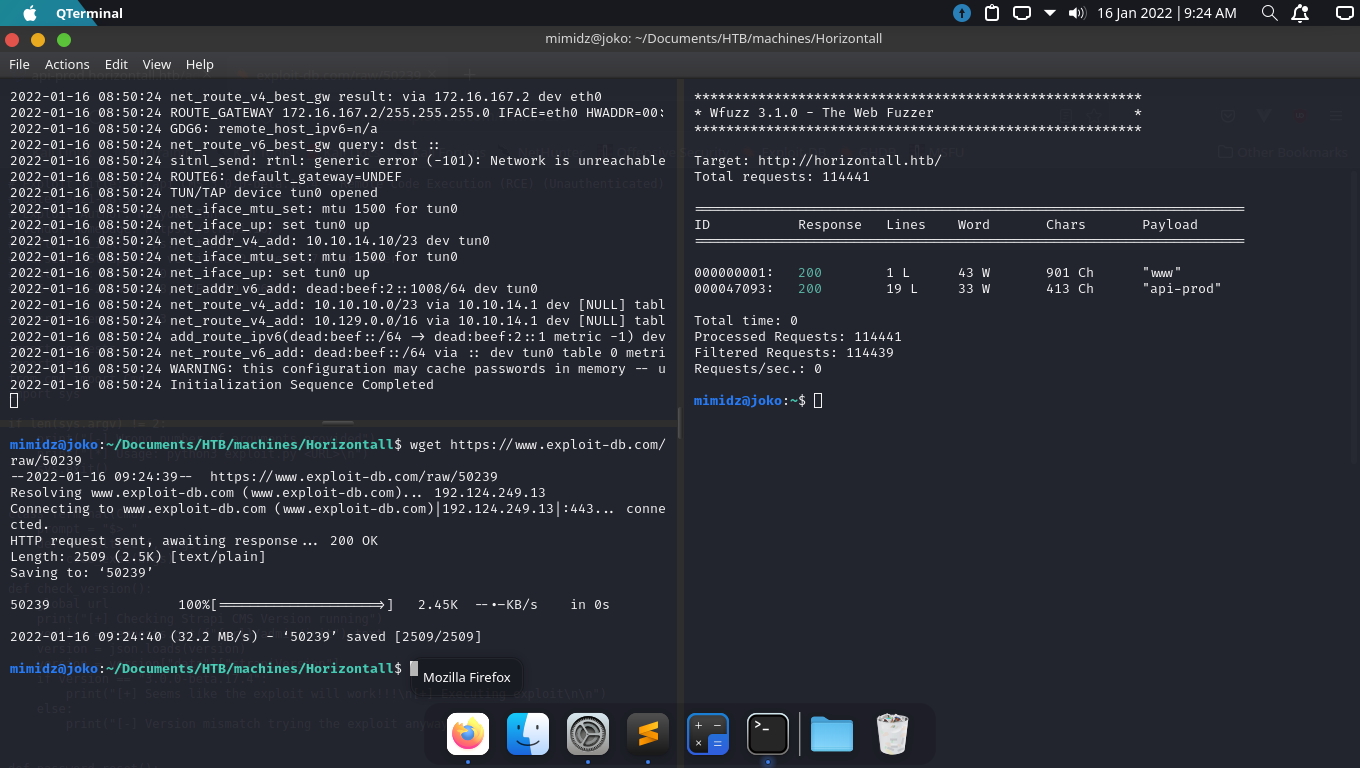 QTerminal
16 Jan 2022 | 9:24 AM
mimidz@joko: ~/Documents/HTB/machines/Horizontall
File Actions Edit View Help
2022-01-16 08:50:24 net_route_v4_best_gw result: via 172.16.167.2 dev eth0
2022-01-16 08:50:24 ROUTE_GATEWAY 172.16.167.2/255.255.255.0 IFACE=eth0 HWADDR=00:
2022-01-16 08:50:24 GDG6: remote_host_ipv6=n/a
2022-01-16 08:50:24 net_route_v6_best_gw query: dst ::
2022-01-16 08:50:24 sitnl_send: rtnl: generic error (-101): Network is unreachable
2022-01-16 08:50:24 ROUTE6: default_gateway=UNDEF
2022-01-16 08:50:24 TUN/TAP device tun0 opened
2022-01-16 08:50:24 net_iface_mtu_set: mtu 1500 for tun0
2022-01-16 08:50:24 net_iface_up: set tun0 up
2022-01-16 08:50:24 net_addr_v4_add: 10.10.14.10/23 dev tun0
2022-01-16 08:50:24 net_iface_mtu_set: mtu 1500 for tun0
2022-01-16 08:50:24 net_iface_up: set tun0 up
2022-01-16 08:50:24 net_addr_v6_add: dead:beef:2::1008/64 dev tun0
2022-01-16 08:50:24 net_route_v4_add: 10.10.10.0/23 via 10.10.14.1 dev [NULL] tabl
2022-01-16 08:50:24 net_route_v4_add: 10.129.0.0/16 via 10.10.14.1 dev [NULL] tabl
2022-01-16 08:50:24 add_route_ipv6(dead:beef::/64 -> dead:beef:2::1 metric -1) dev
2022-01-16 08:50:24 net_route_v6_add: dead:beef::/64 via :: dev tun0 table 0 metri
2022-01-16 08:50:24 WARNING: this configuration may cache passwords in memory -- u
2022-01-16 08:50:24 Initialization Sequence Completed
mimidz@joko:~/Documents/HTB/machines/Horizontall$ wget https://www.exploit-db.com/
raw/50239
--2022-01-16 09:24:39-- https://www.exploit-db.com/raw/50239
Resolving www.exploit-db.com (www.exploit-db.com)... 192.124.249.13
Connecting to www.exploit-db.com (www.exploit-db.com)|192.124.249.13|:443... conne
cted.
HTTP request sent, awaiting response... 200 OK
Length: 2509 (2.5K) [text/plain]
Saving to: ‘50239’
50239 100%[===================>] 2.45K --.-KB/s in 0s
2022-01-16 09:24:40 (32.2 MB/s) - ‘50239’ saved [2509/2509]
mimidz@joko:~/Documents/HTB/machines/Horizontall$
Mozilla Firefox
********************************************************
* Wfuzz 3.1.0 - The Web Fuzzer *
********************************************************
Target: http://horizontall.htb/
Total requests: 114441
=====================================================================
ID Response Lines Word Chars Payload
=====================================================================
000000001: 200 1 L 43 W 901 Ch "www"
000047093: 200 19 L 33 W 413 Ch "api-prod"
Total time: 0
Processed Requests: 114441
Filtered Requests: 114439
Requests/sec.: 0
mimidz@joko:~$